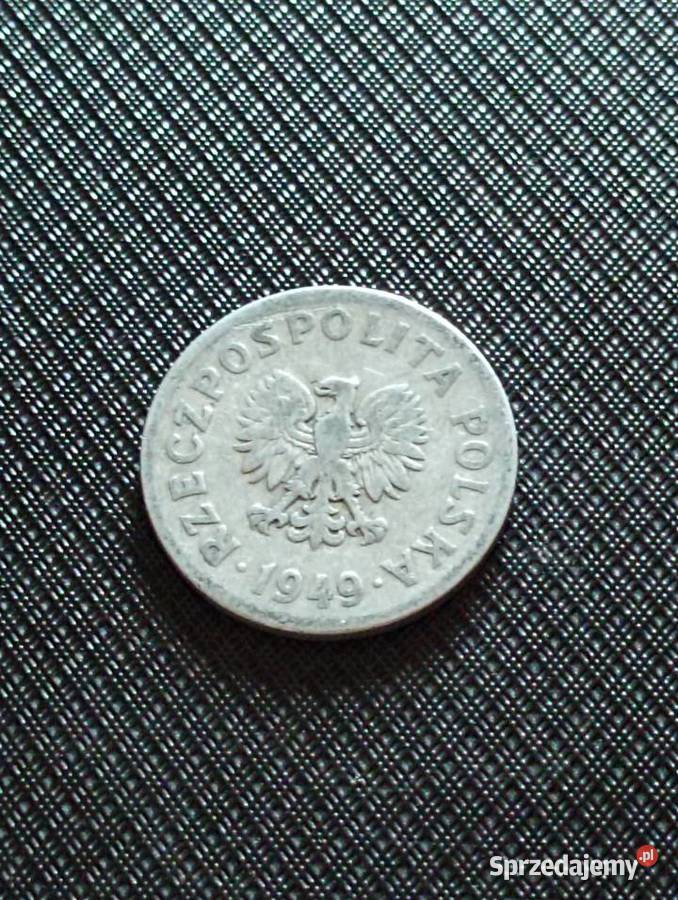 · RZECZPOSPOLITA POLSKA ·
1949
Sprzedajemy.pl